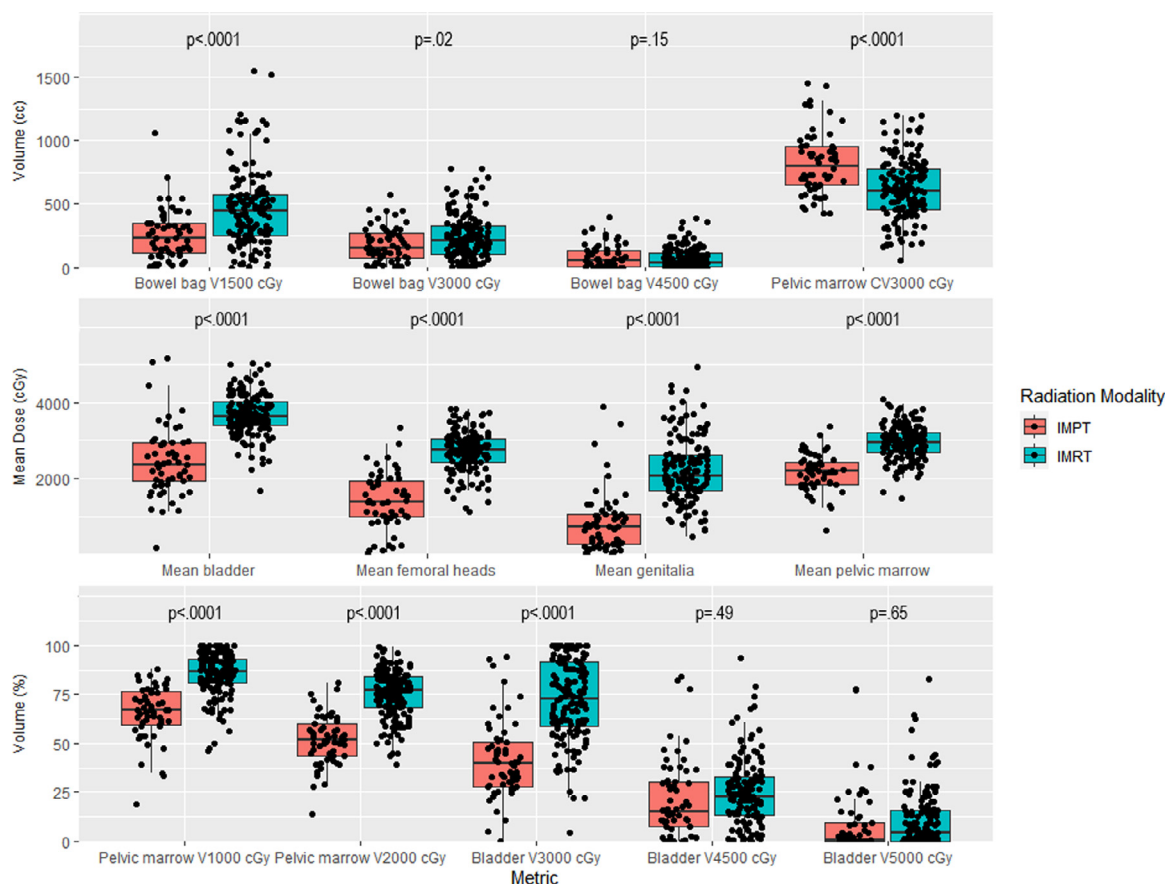 p<.0001 p=.02 p=.15 p<.0001
1500
1000
500
0
Volume (cc)
Bowel bag V1500 cGy Bowel bag V3000 cGy Bowel bag V4500 cGy Pelvic marrow CV3000 cGy
p<.0001 p<.0001 p<.0001 p<.0001
4000
2000
Mean Dose (cGy)
Mean bladder Mean femoral heads Mean genitalia Mean pelvic marrow
Radiation Modality
IMPT
IMRT
p<.0001 p<.0001 p<.0001 p=.49 p=.65
100
75
50
25
0
Volume (%)
Pelvic marrow V1000 cGy Pelvic marrow V2000 cGy Bladder V3000 cGy Bladder V4500 cGy Bladder V5000 cGy
Metric